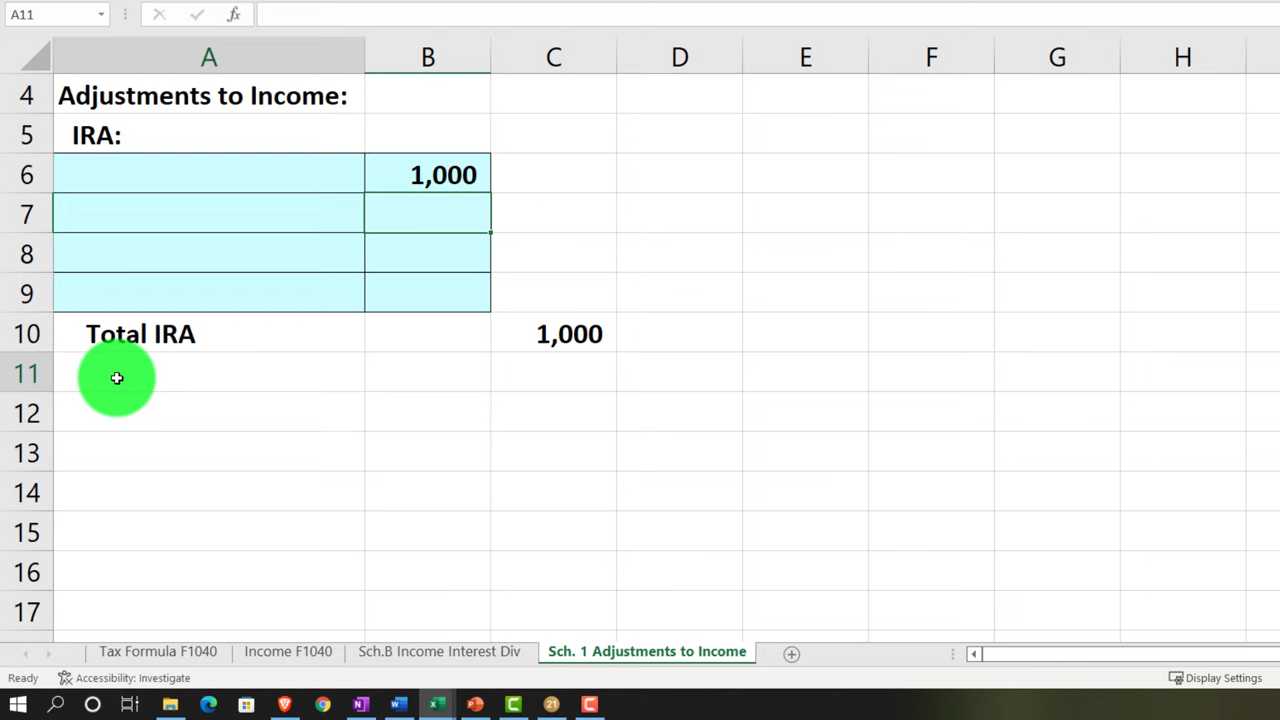 A11
fx
A B C D E F G H
4 Adjustments to Income:
5 IRA:
6 1,000
7
8
9
10 Total IRA 1,000
11
12
13
14
15
16
17
Tax Formula F1040 Income F1040 Sch.B Income Interest Div Sch. 1 Adjustments to Income
Ready Accessibility: Investigate Display Settings
21